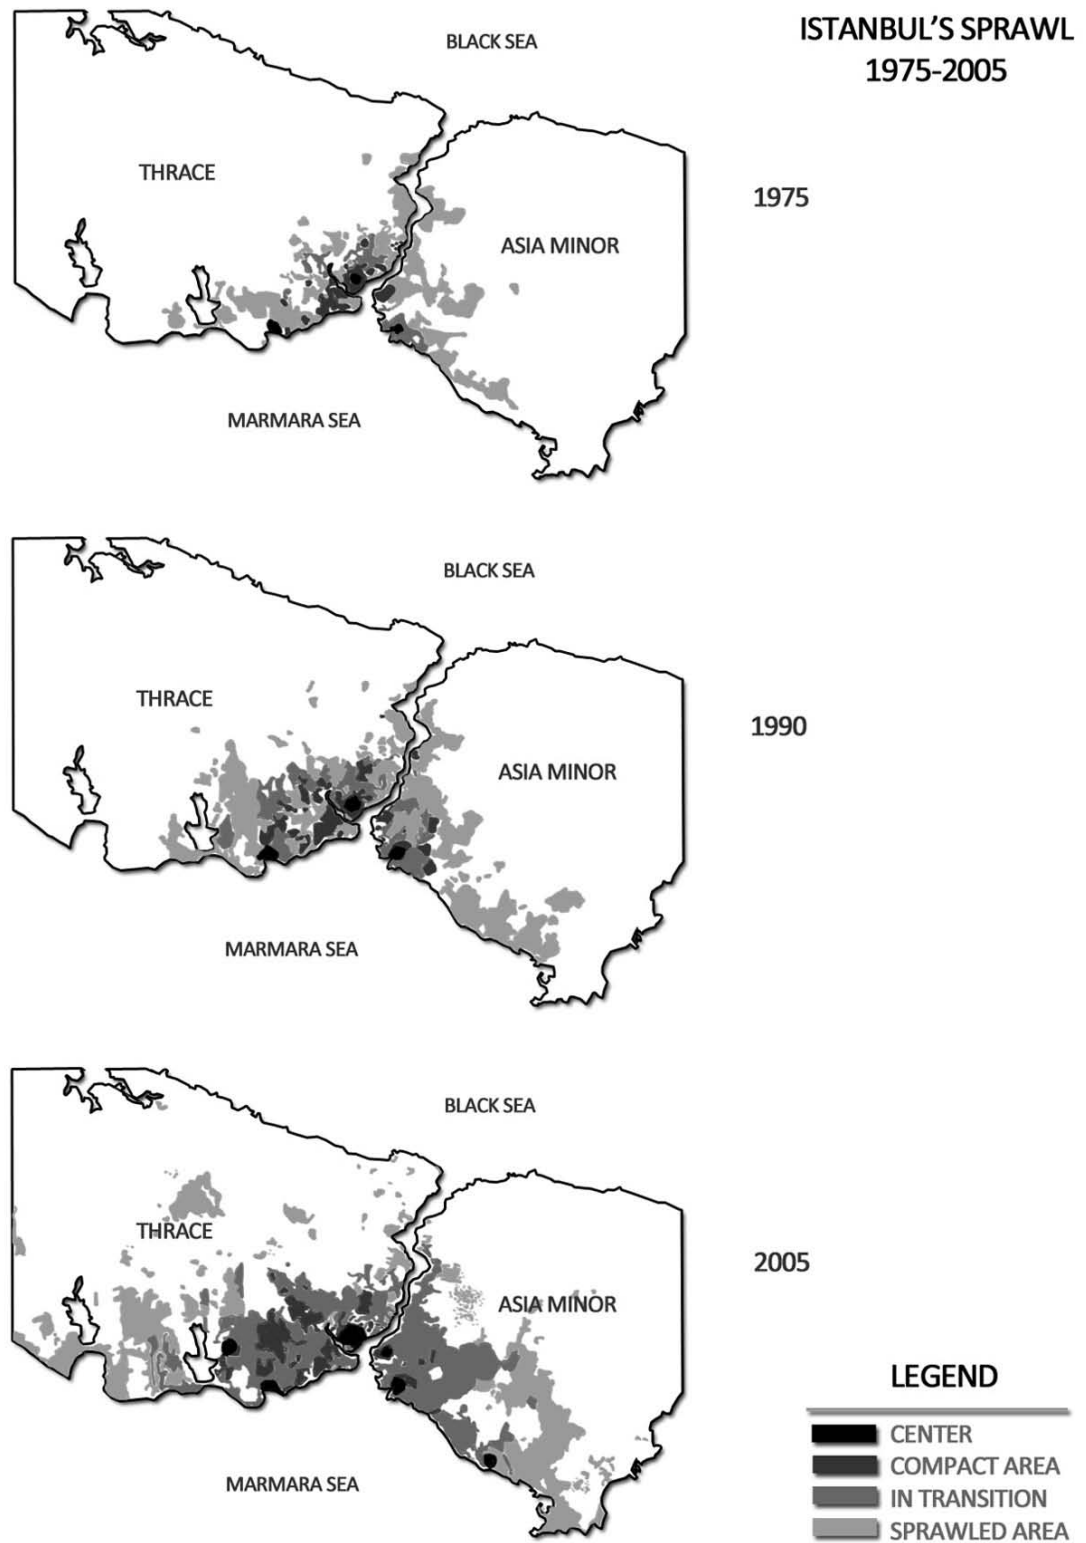 ISTANBUL'S SPRAWL
1975-2005
BLACK SEA
THRACE
1975
ASIA MINOR
MARMARA SEA
BLACK SEA
THRACE
1990
ASIA MINOR
MARMARA SEA
BLACK SEA
THRACE
2005
ASIA MINOR
MARMARA SEA
LEGEND
CENTER
COMPACT AREA
IN TRANSITION
SPRAWLED AREA